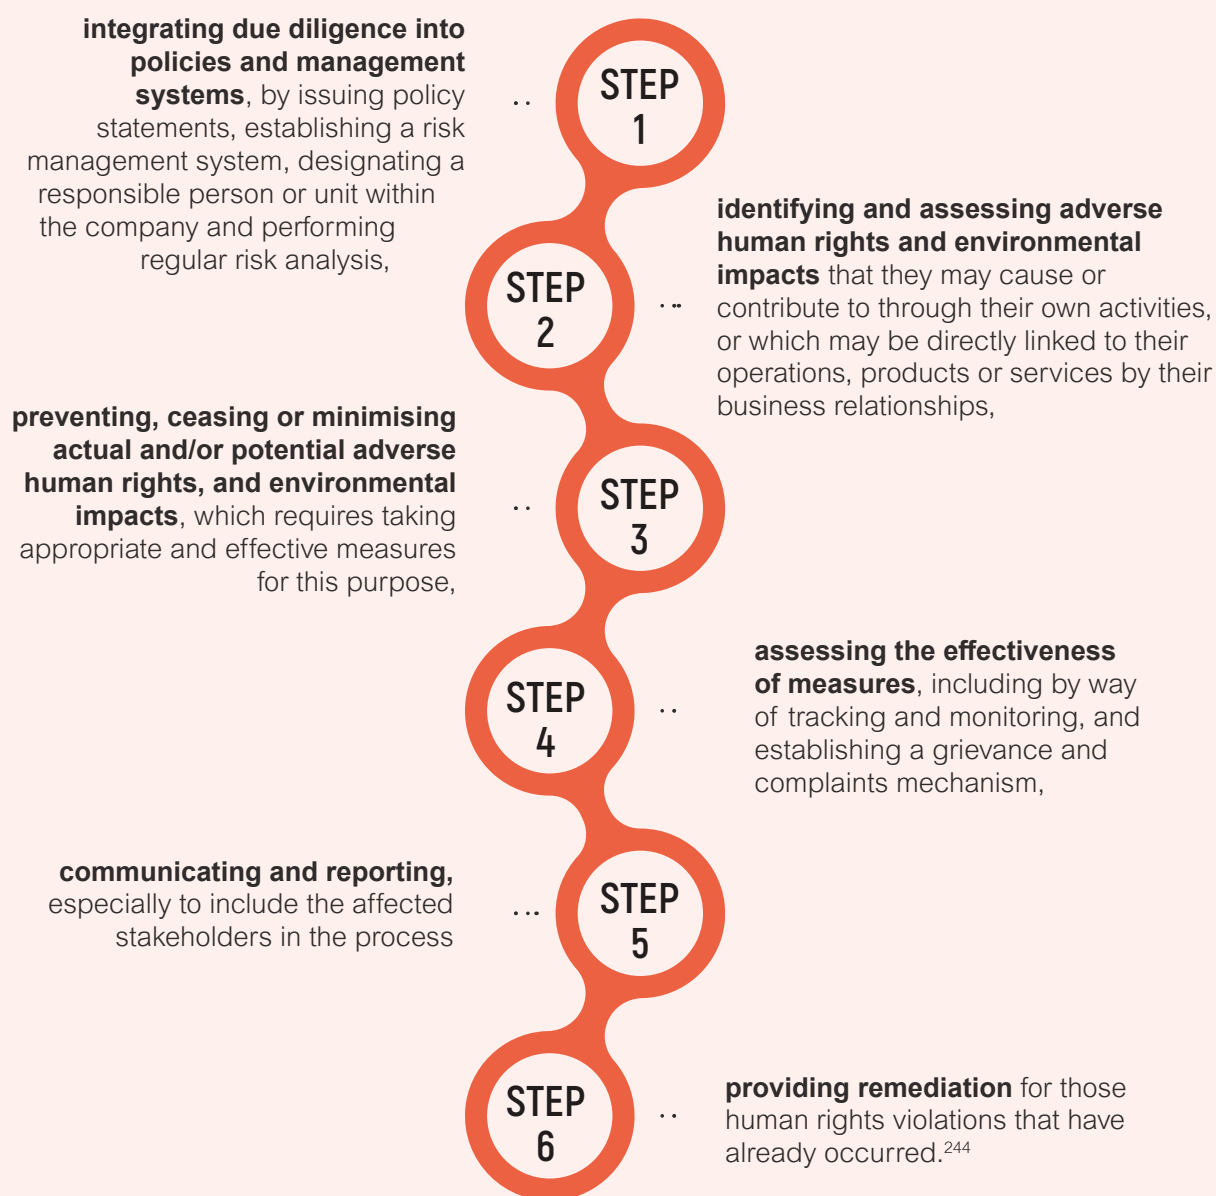 integrating due diligence into
policies and management
systems, by issuing policy
statements, establishing a risk
management system, designating a
responsible person or unit within
the company and performing
regular risk analysis,
STEP
1
identifying and assessing adverse
human rights and environmental
impacts that they may cause or
contribute to through their own activities,
or which may be directly linked to their
operations, products or services by their
business relationships,
STEP
2
preventing, ceasing or minimising
actual and/or potential adverse
human rights, and environmental
impacts, which requires taking
appropriate and effective measures
for this purpose,
STEP
3
assessing the effectiveness
of measures, including by way
of tracking and monitoring, and
establishing a grievance and
complaints mechanism,
STEP
4
communicating and reporting,
especially to include the affected
stakeholders in the process
STEP
5
providing remediation for those
human rights violations that have
already occurred.244
STEP
6